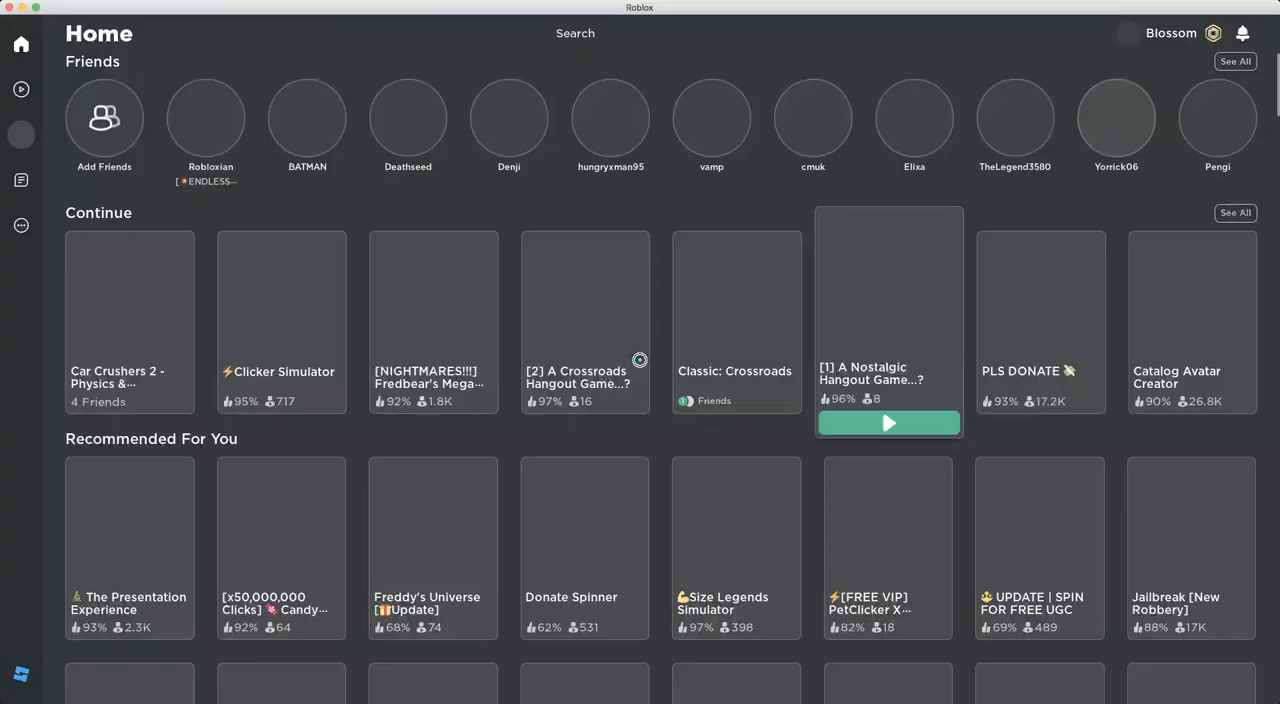 Roblox
Home
Search
Blossom
Friends
See All
Add Friends
Robloxian
BATMAN
Deathseed
Denji
hungryxman95
vamp
cmuk
Elixa
TheLegend3580
Yorrick06
Pengi
[💥ENDLESS...
Continue
See All
Car Crushers 2 -
Physics &...
4 Friends
⚡Clicker Simulator
95% 717
[NIGHTMARES!!!]
Fredbear's Mega...
92% 1.8K
[2] A Crossroads
Hangout Game...?
97% 16
Classic: Crossroads
1 Friends
[1] A Nostalgic
Hangout Game...?
96% 8
PLS DONATE 💸
93% 17.2K
Catalog Avatar
Creator
90% 26.8K
Recommended For You
🎄 The Presentation
Experience
93% 2.3K
[x50,000,000
Clicks] 🍬 Candy...
92% 64
Freddy's Universe
[🎁Update]
68% 74
Donate Spinner
62% 531
💪Size Legends
Simulator
97% 398
⚡[FREE VIP]
PetClicker X...
82% 18
UPDATE | SPIN
FOR FREE UGC
69% 489
Jailbreak [New
Robbery]
88% 17K